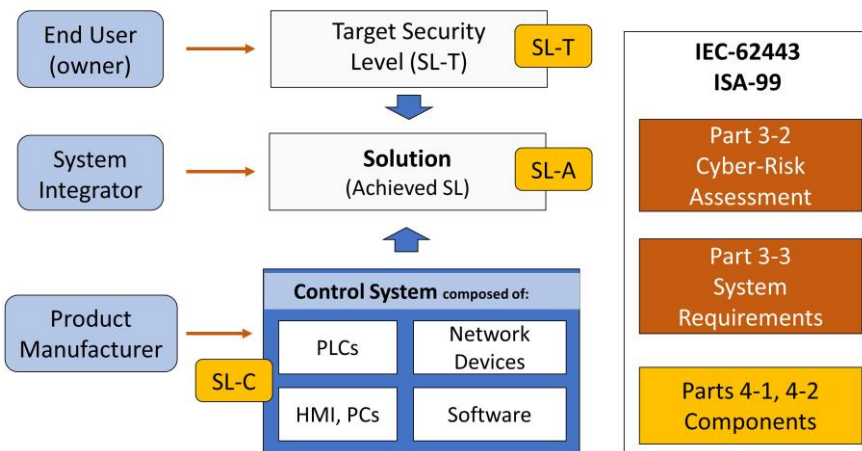 End User
(owner)
Target Security
Level (SL-T)
SL-T
System
Integrator
Solution
(Achieved SL)
SL-A
Product
Manufacturer
Control System composed of:
PLCs
Network
Devices
SL-C
HMI, PCs
Software
IEC-62443
ISA-99
Part 3-2
Cyber-Risk
Assessment
Part 3-3
System
Requirements
Parts 4-1, 4-2
Components